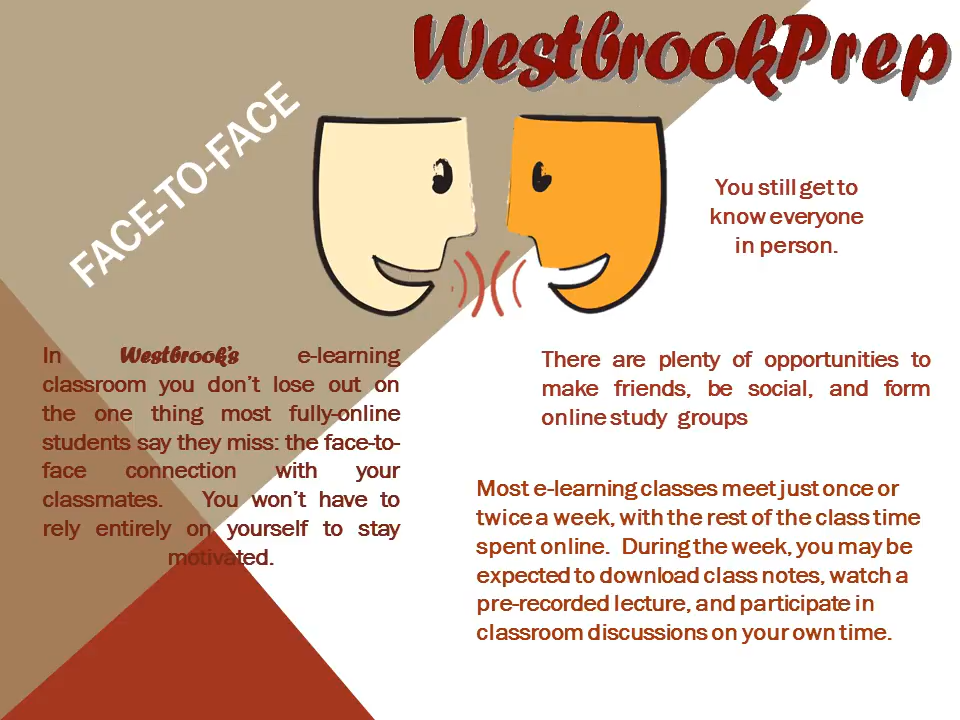 WestbrookPrep
FACE-TO-FACE
You still get to
know everyone
in person.
In Westbrook's e-learning
classroom you don't lose out on
the one thing most fully-online
students say they miss: the face-to-
face connection with your
classmates. You won't have to
rely entirely on yourself to stay
motivated.
There are plenty of opportunities to
make friends, be social, and form
online study groups
Most e-learning classes meet just once or
twice a week, with the rest of the class time
spent online. During the week, you may be
expected to download class notes, watch a
pre-recorded lecture, and participate in
classroom discussions on your own time.